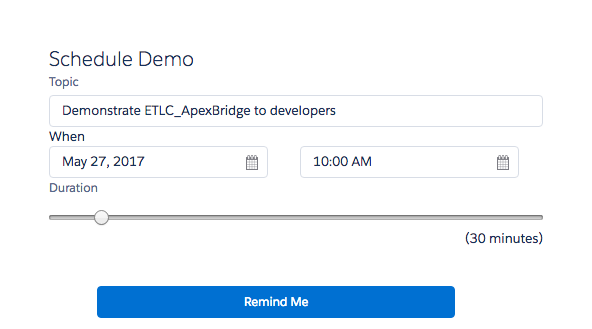 Schedule Demo
Topic
Demonstrate ETLC_ApexBridge to developers
When
May 27, 2017 10:00 AM
Duration
(30 minutes)
Remind Me